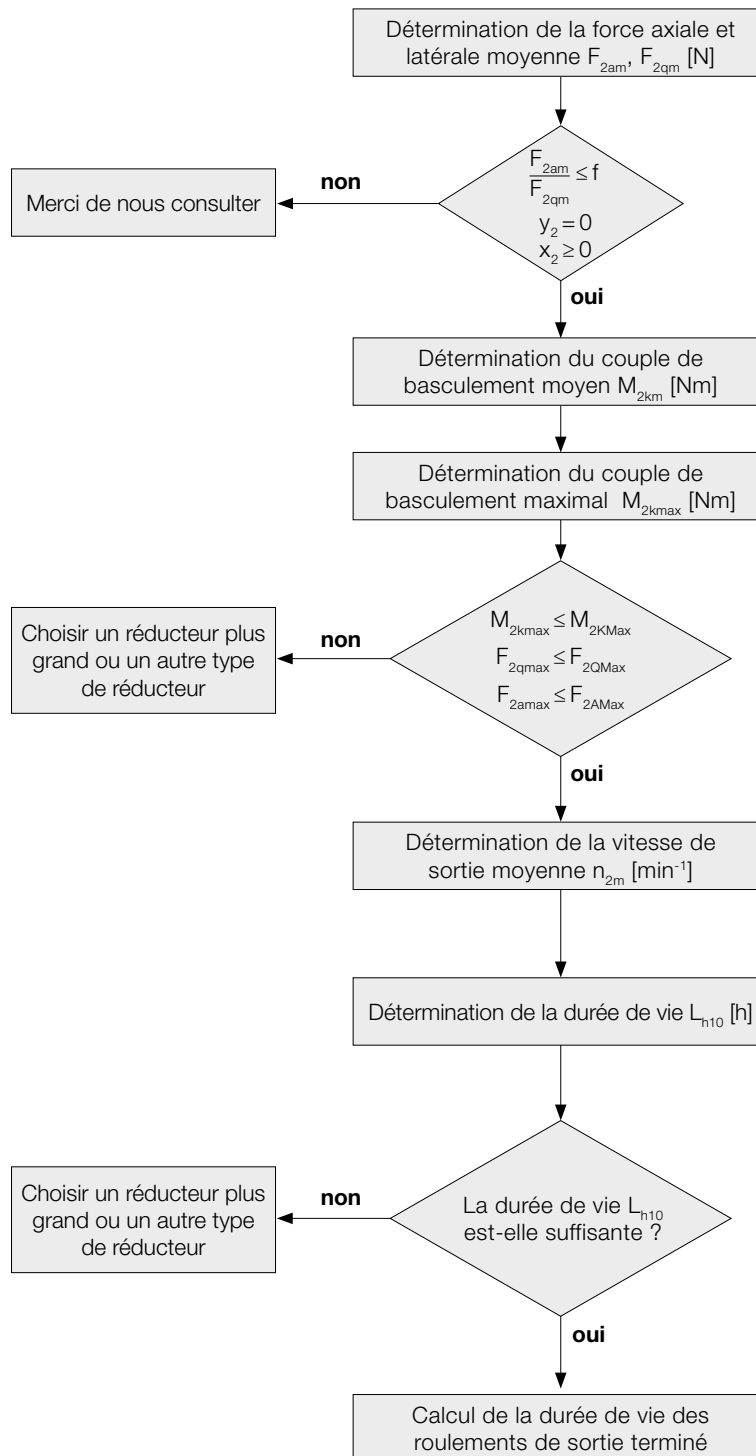 Détermination de la force axiale et
latérale moyenne F₂ₐₘ, F₂qm [N]
F₂ₐₘ
F₂qm
≤ f
y₂ = 0
x₂ ≥ 0
non
Merci de nous consulter
oui
Détermination du couple de
basculement moyen M₂ₖₘ [Nm]
Détermination du couple de
basculement maximal M₂ₖₘₐₓ [Nm]
M₂ₖₘₐₓ ≤ M₂KMax
F₂qmax ≤ F₂QMax
F₂ₐₘₐₓ ≤ F₂AMax
non
Choisir un réducteur plus
grand ou un autre type
de réducteur
oui
Détermination de la vitesse de
sortie moyenne n₂ₘ [min⁻¹]
Détermination de la durée de vie Lₕ₁₀ [h]
La durée de vie Lₕ₁₀
est-elle suffisante ?
non
Choisir un réducteur plus
grand ou un autre type
de réducteur
oui
Calcul de la durée de vie des
roulements de sortie terminé